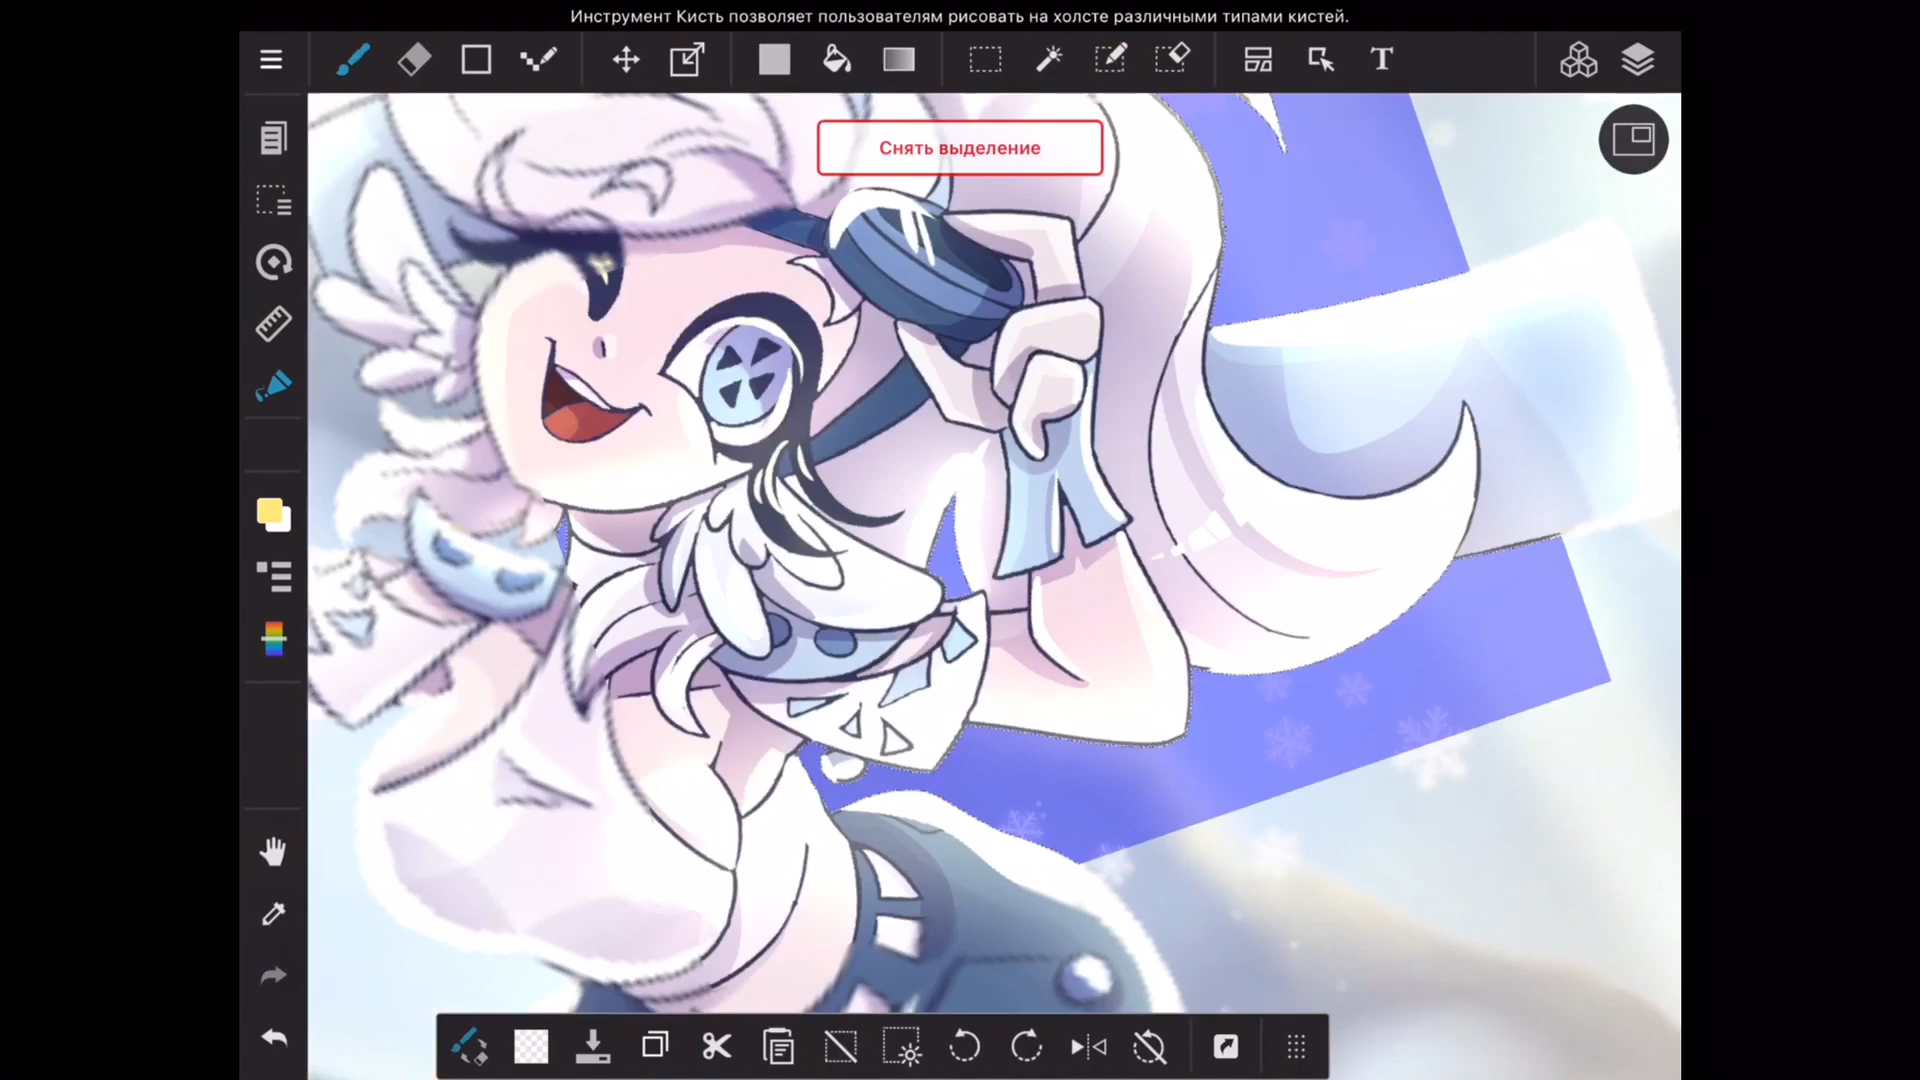 Инструмент Кисть позволяет пользователям рисовать на холсте различными типами кистей.
T
Снять выделение